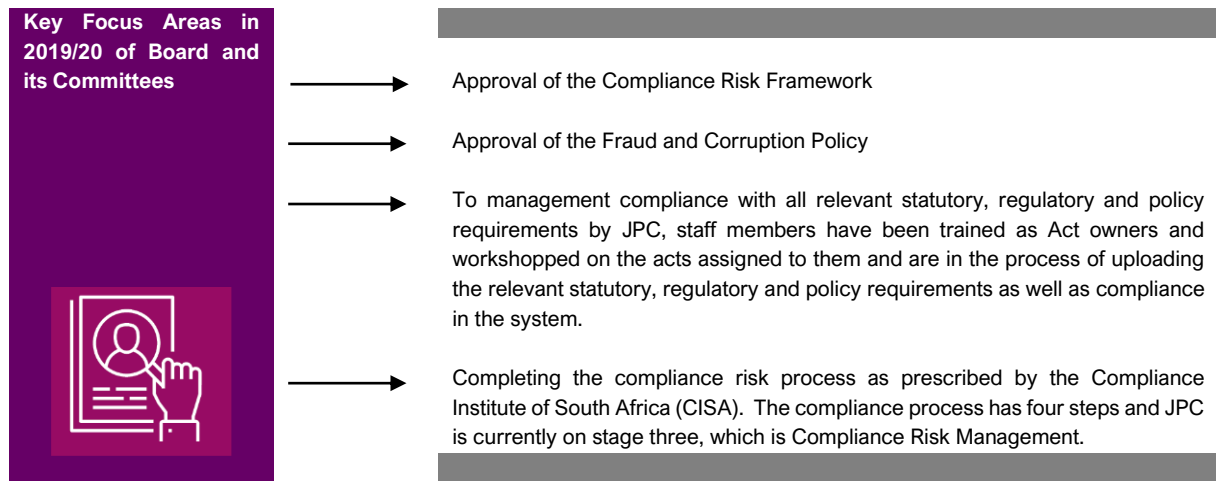 Key Focus Areas in
2019/20 of Board and
its Committees
Approval of the Compliance Risk Framework
Approval of the Fraud and Corruption Policy
To management compliance with all relevant statutory, regulatory and policy
requirements by JPC, staff members have been trained as Act owners and
workshopped on the acts assigned to them and are in the process of uploading
the relevant statutory, regulatory and policy requirements as well as compliance
in the system.
Completing the compliance risk process as prescribed by the Compliance
Institute of South Africa (CISA). The compliance process has four steps and JPC
is currently on stage three, which is Compliance Risk Management.